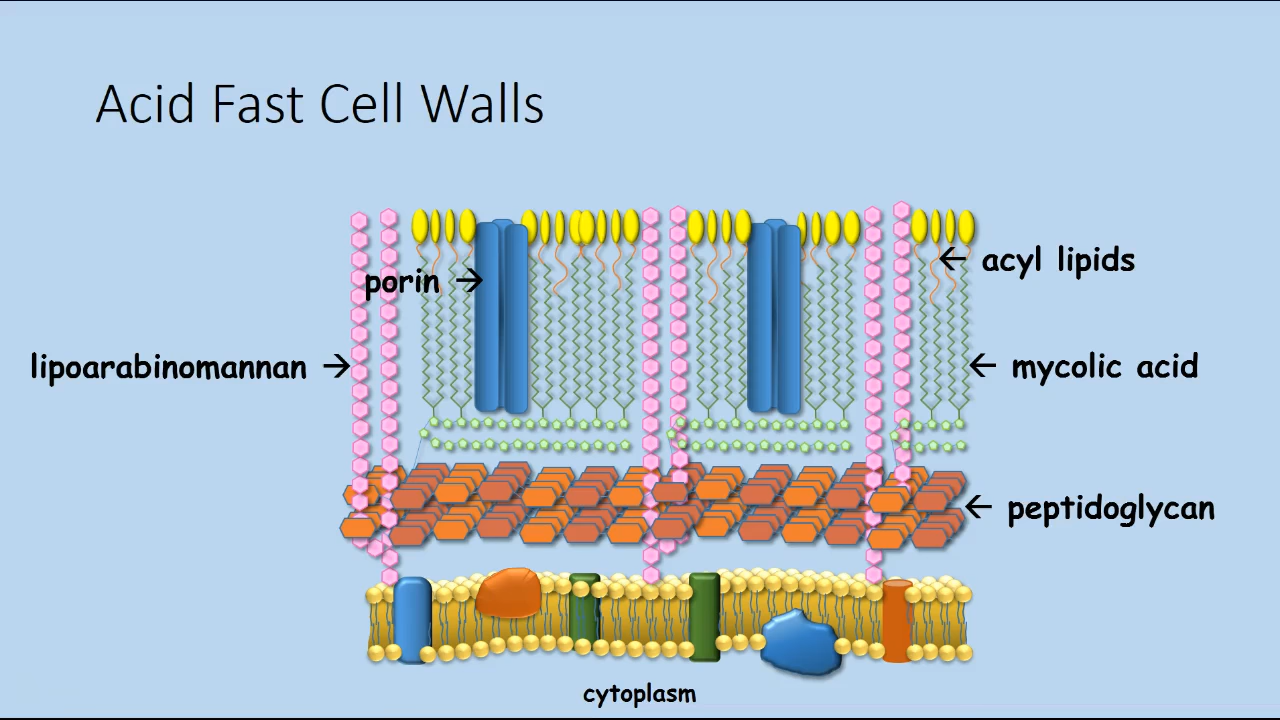 Acid Fast Cell Walls
acyl lipids
porin
lipoarabinomannan
mycolic acid
peptidoglycan
cytoplasm